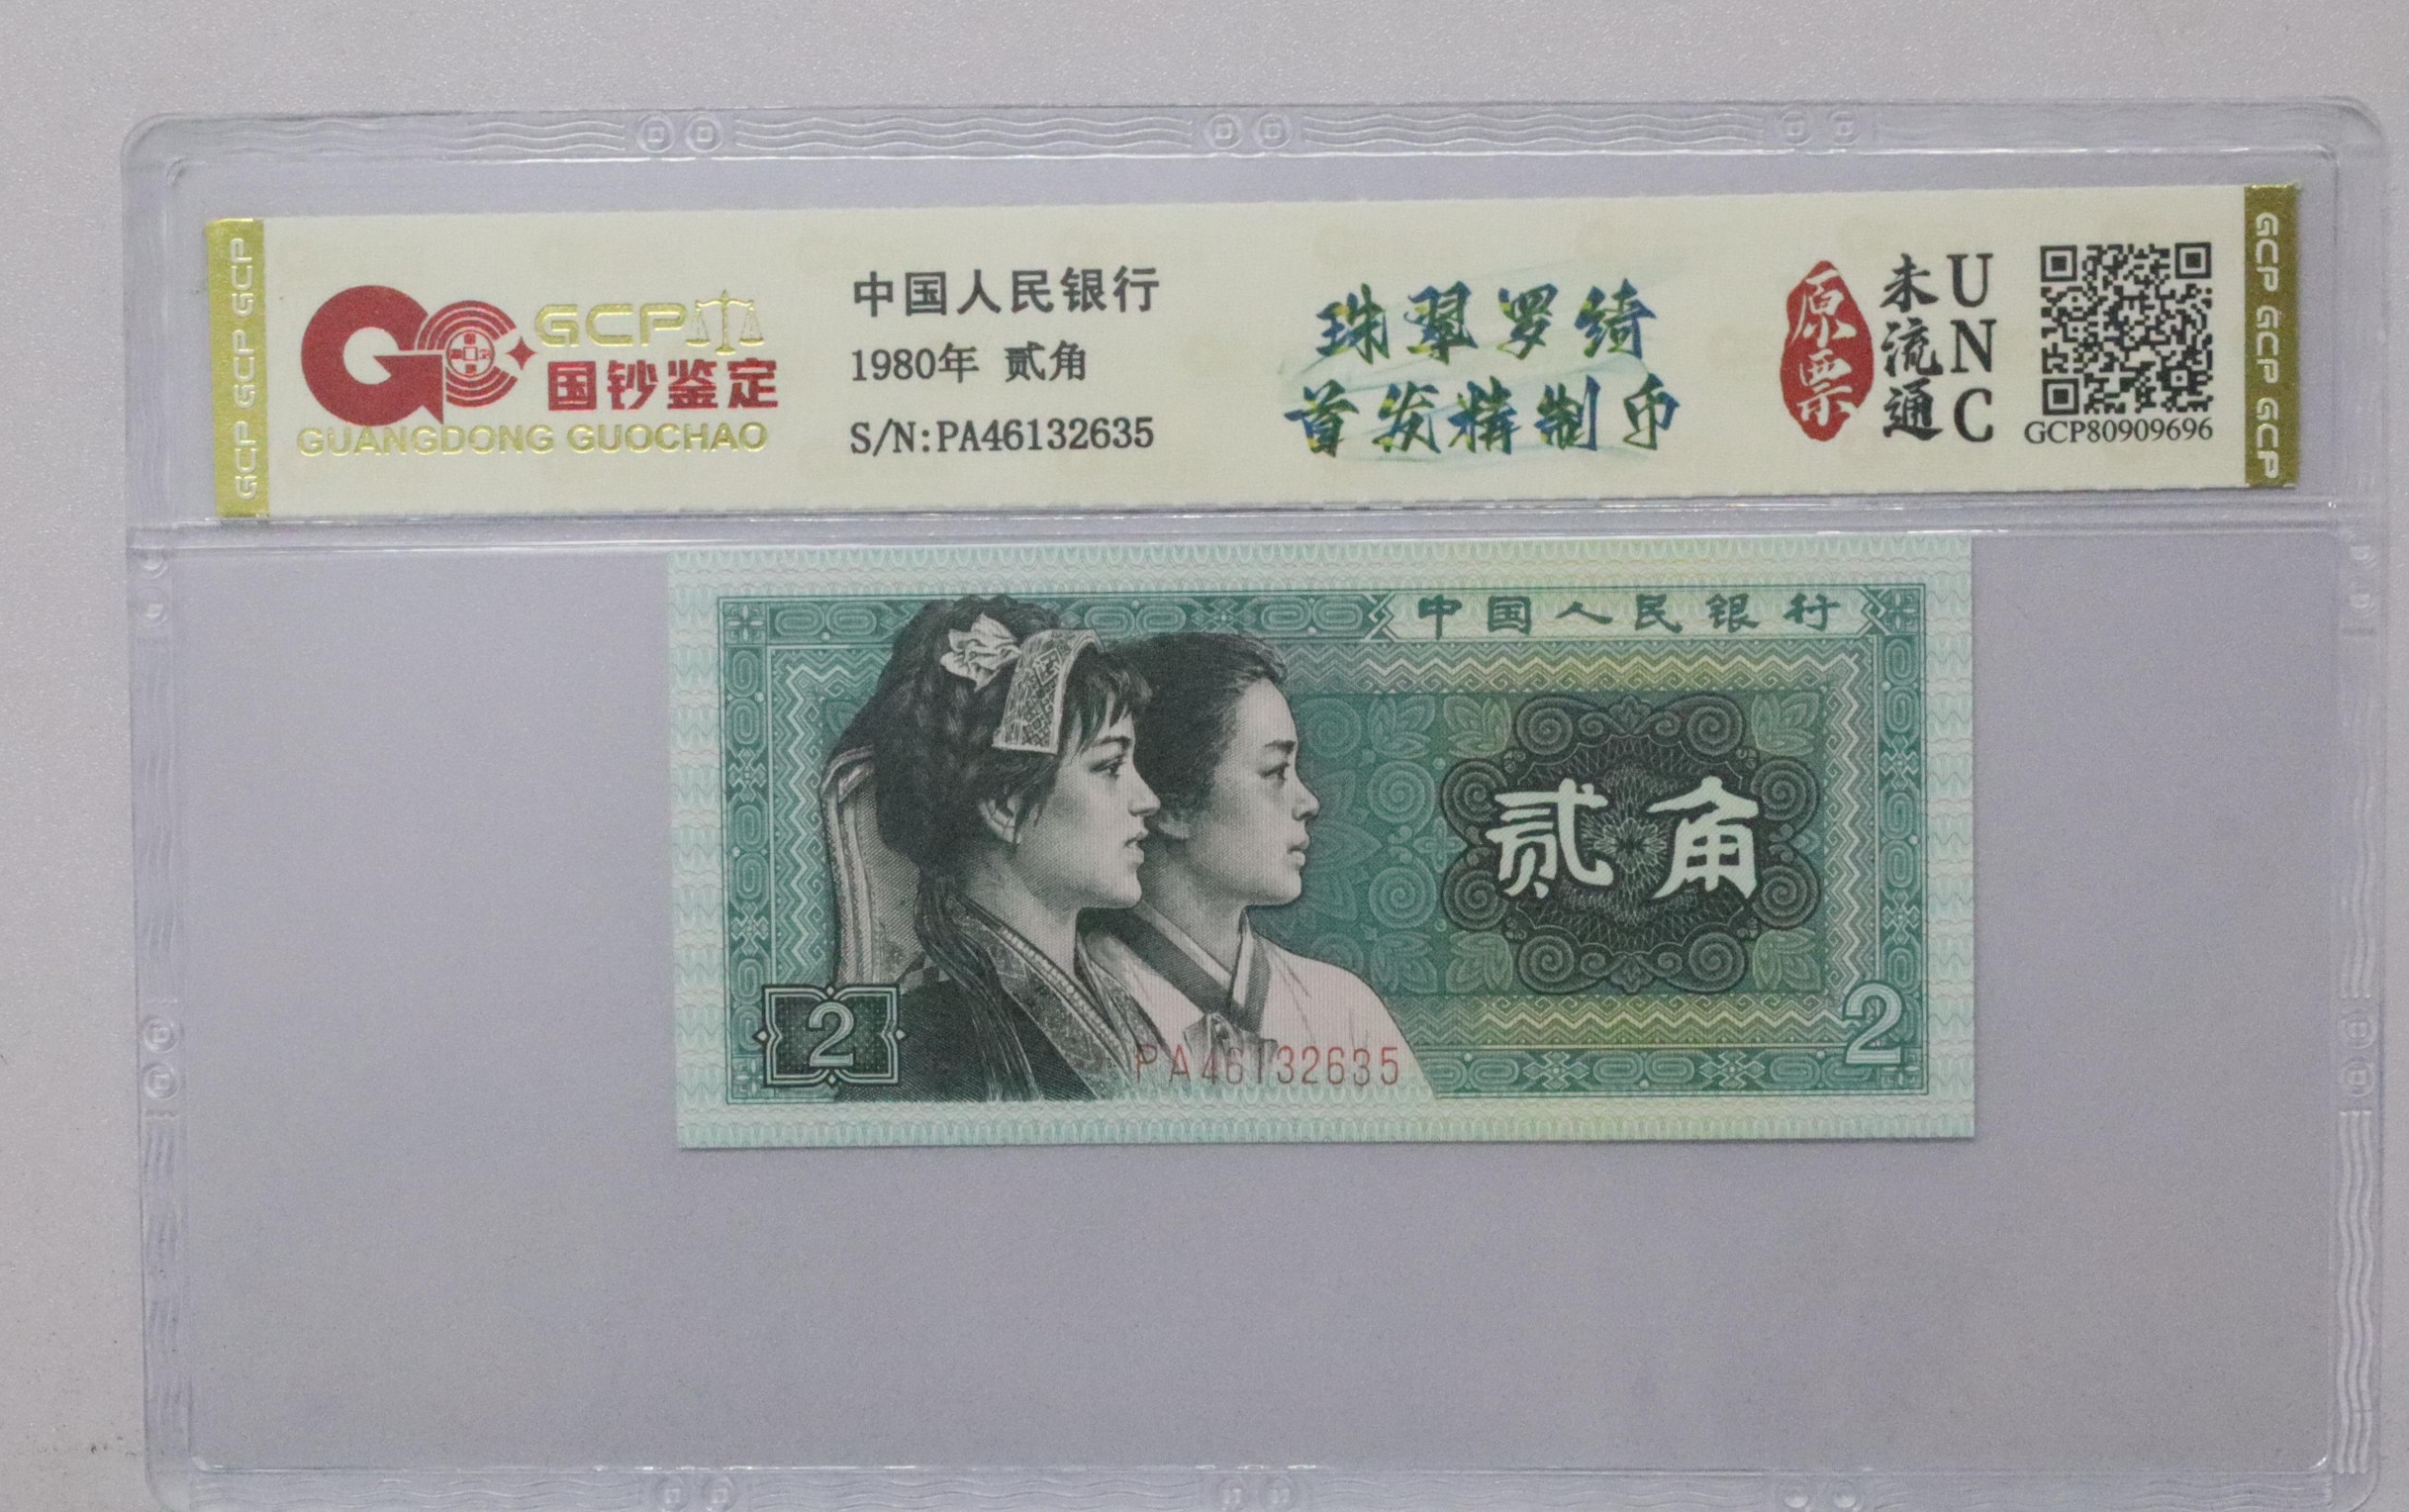 GCP GCP GCP
GCP
国钞鉴定
GUANGDONG GUOCHAO
中国人民银行
1980年 贰角
S/N:PA46132635
珠翠罗绮
首发精制币
原票
未流通
UNC
GCP80909696
GCP GCP GCP
中国人民银行
贰角
2
PA46132635
2